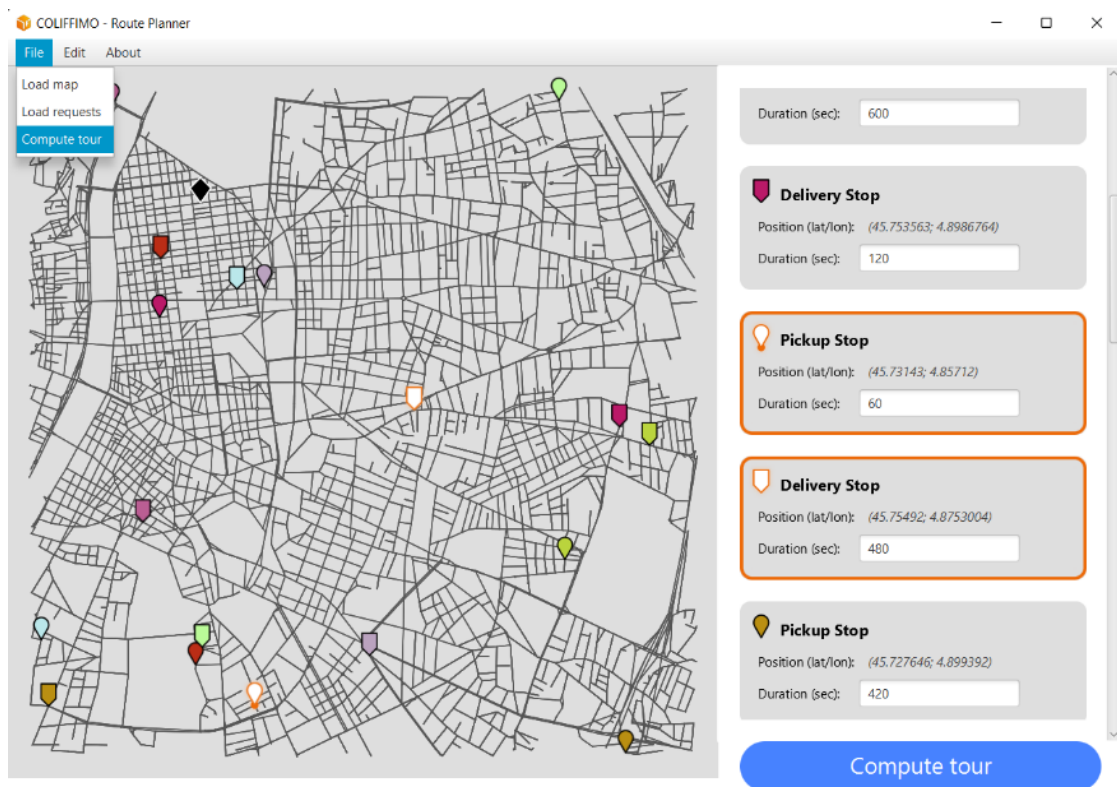 COLIFFIMO - Route Planner
File Edit About
Load map
Load requests
Compute tour
Duration (sec): 600
Delivery Stop
Position (lat/lon): (45.753563; 4.8986764)
Duration (sec): 120
Pickup Stop
Position (lat/lon): (45.73143; 4.85712)
Duration (sec): 60
Delivery Stop
Position (lat/lon): (45.75492; 4.8753004)
Duration (sec): 480
Pickup Stop
Position (lat/lon): (45.727646; 4.899392)
Duration (sec): 420
Compute tour